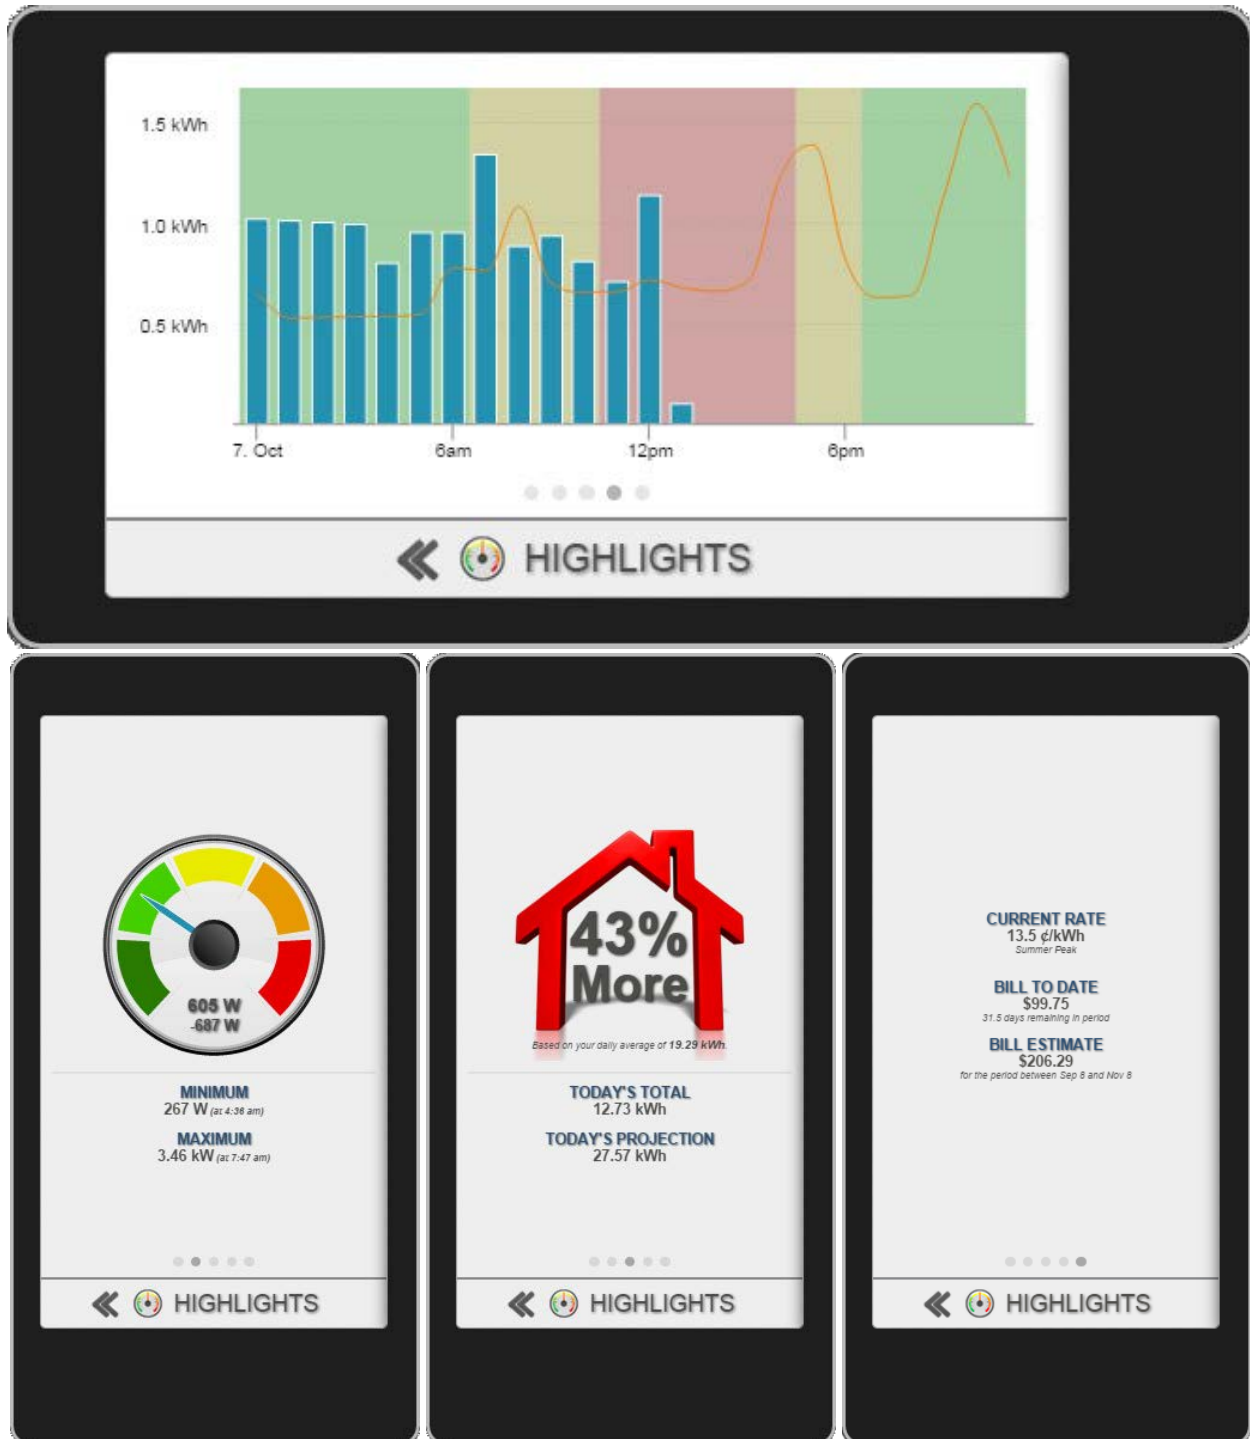 1.5 kWh
1.0 kWh
0.5 kWh
7. Oct 6am 12pm 6pm
HIGHLIGHTS
605 W
-687 W
MINIMUM
267 W (at 4:36 am)
MAXIMUM
3.46 kW (at 7:47 am)
HIGHLIGHTS
43%
More
Based on your daily average of 19.29 kWh.
TODAY'S TOTAL
12.73 kWh
TODAY'S PROJECTION
27.57 kWh
HIGHLIGHTS
CURRENT RATE
13.5 ¢/kWh
Summer Peak
BILL TO DATE
$99.75
31.5 days remaining in period
BILL ESTIMATE
$206.29
for the period between Sep 8 and Nov 8
HIGHLIGHTS